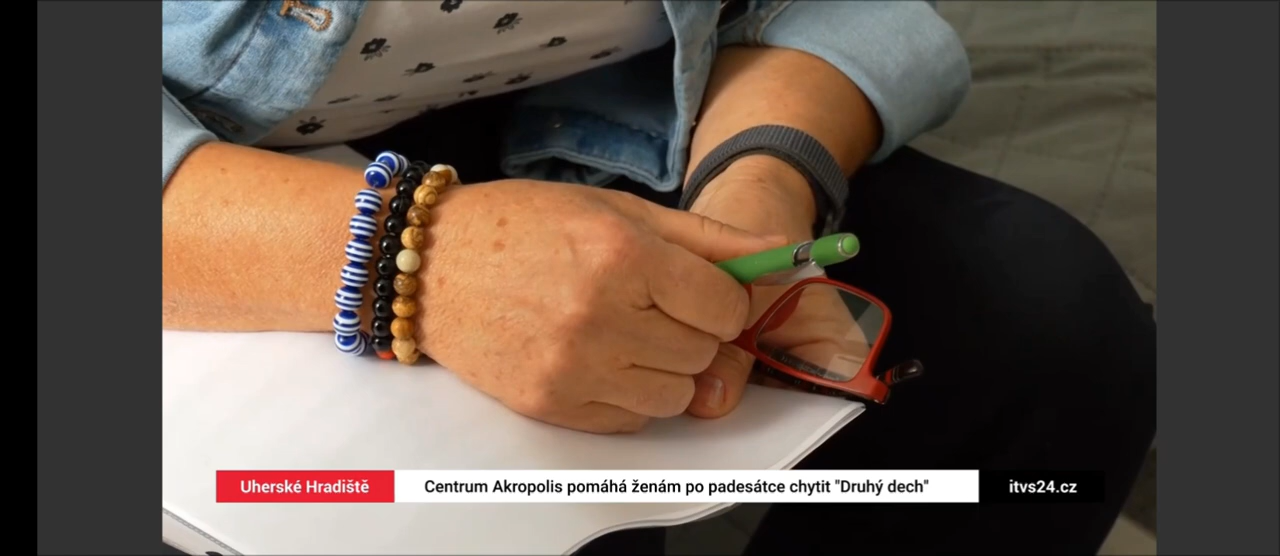 Uherské Hradiště Centrum Akropolis pomáhá ženám po padesátce chytit "Druhý dech" itvs24.cz